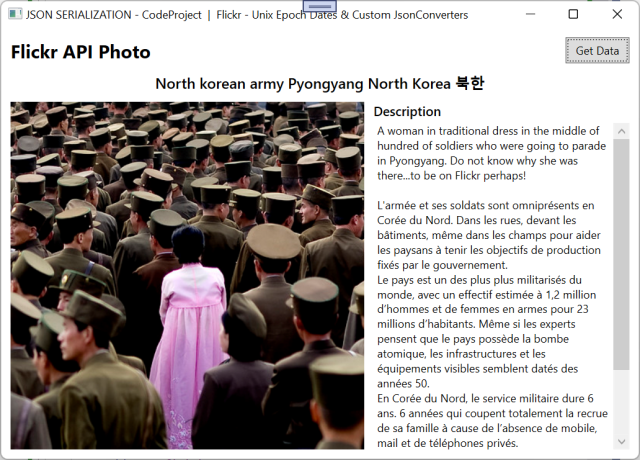 JSON SERIALIZATION - CodeProject | Flickr - Unix Epoch Dates & Custom JsonConverters
Flickr API Photo
Get Data
North korean army Pyongyang North Korea 북한
Description
A woman in traditional dress in the middle of
hundred of soldiers who were going to parade
in Pyongyang. Do not know why she was
there...to be on Flickr perhaps!
L'armée et ses soldats sont omniprésents en
Corée du Nord. Dans les rues, devant les
bâtiments, même dans les champs pour aider
les paysans à tenir les objectifs de production
fixés par le gouvernement.
Le pays est un des plus plus militarisés du
monde, avec un effectif estimée à 1,2 million
d'hommes et de femmes en armes pour 23
millions d'habitants. Même si les experts
pensent que le pays possède la bombe
atomique, les infrastructures et les
équipements visibles semblent datés des
années 50.
En Corée du Nord, le service militaire dure 6
ans. 6 années qui coupent totalement la recrue
de sa famille à cause de l'absence de mobile,
mail et de téléphones privés.